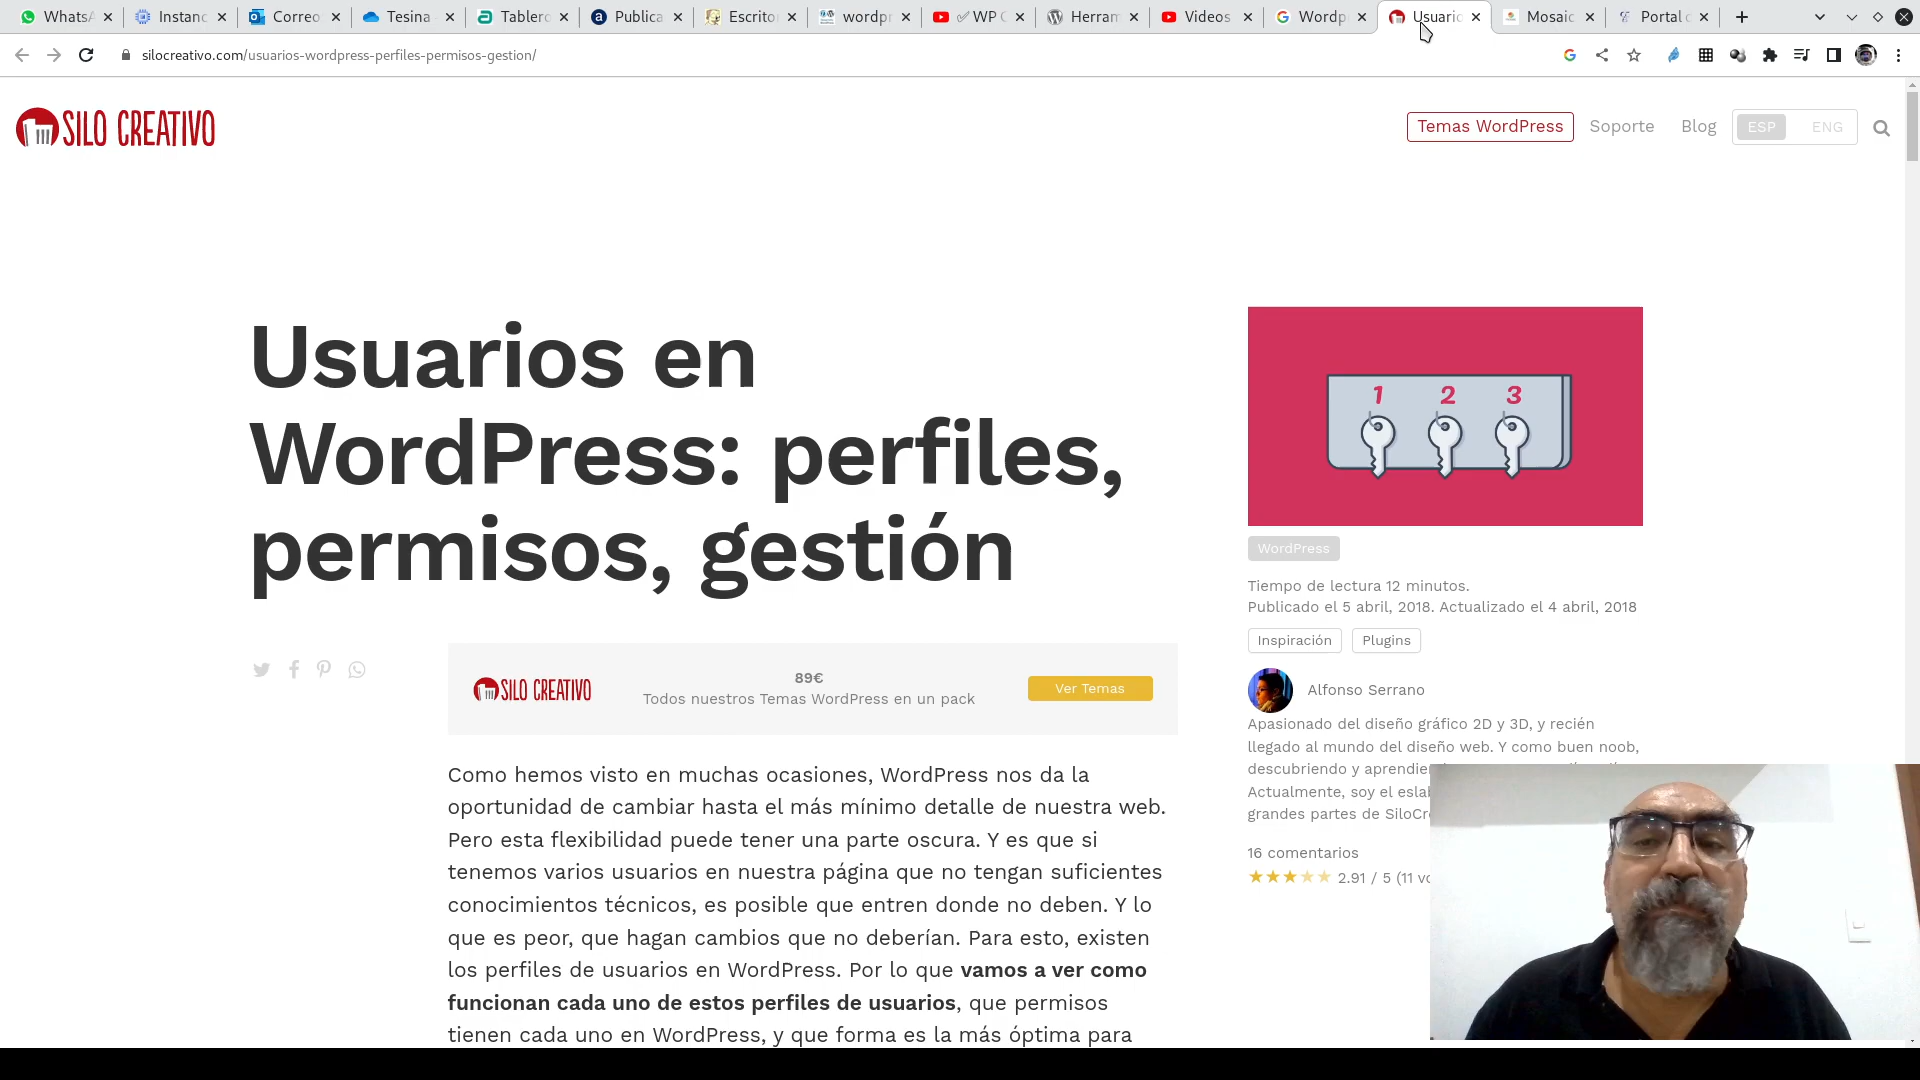 WhatsA
Instanc
Correo
Tesina
Tablero
Publica
Escrito
wordpr
WP C
Herram
Videos
Wordp
Usuario
Mosaic
Portal
silocreativo.com/usuarios-wordpress-perfiles-permisos-gestion/
SILO CREATIVO
Temas WordPress
Soporte
Blog
ESP
ENG
Usuarios en
WordPress: perfiles,
permisos, gestión
1 2 3
WordPress
Tiempo de lectura 12 minutos.
Publicado el 5 abril, 2018. Actualizado el 4 abril, 2018
Inspiración
Plugins
Alfonso Serrano
Apasionado del diseño gráfico 2D y 3D, y recién
llegado al mundo del diseño web. Y como buen noob,
descubriendo y aprendien
Actualmente, soy el eslab
grandes partes de SiloCre
16 comentarios
2.91 / 5 (11 vo
SILO CREATIVO
89€
Todos nuestros Temas WordPress en un pack
Ver Temas
Como hemos visto en muchas ocasiones, WordPress nos da la
oportunidad de cambiar hasta el más mínimo detalle de nuestra web.
Pero esta flexibilidad puede tener una parte oscura. Y es que si
tenemos varios usuarios en nuestra página que no tengan suficientes
conocimientos técnicos, es posible que entren donde no deben. Y lo
que es peor, que hagan cambios que no deberían. Para esto, existen
los perfiles de usuarios en WordPress. Por lo que vamos a ver como
funcionan cada uno de estos perfiles de usuarios, que permisos
tienen cada uno en WordPress, y que forma es la más óptima para